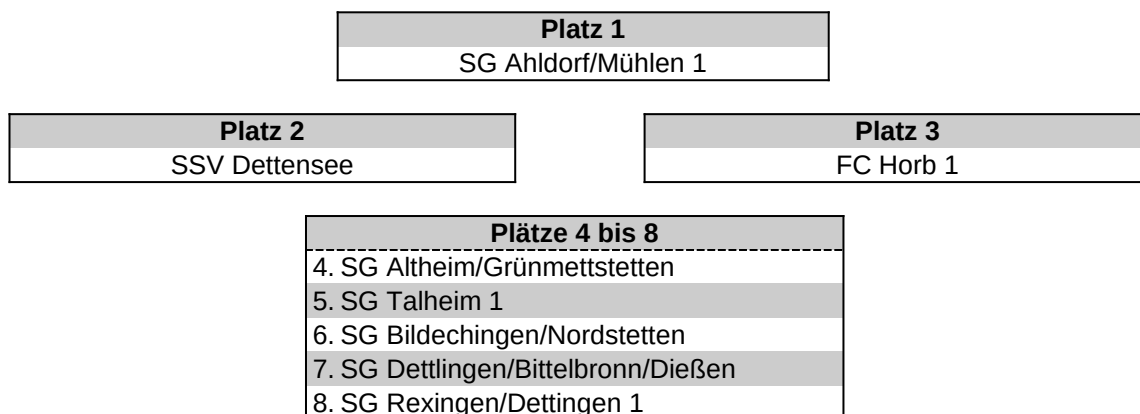 Platz 1
SG Ahldorf/Mühlen 1
Platz 2
SSV Dettensee
Platz 3
FC Horb 1
Plätze 4 bis 8
4. SG Altheim/Grünmettstetten
5. SG Talheim 1
6. SG Bildechingen/Nordstetten
7. SG Dettlingen/Bittelbronn/Dießen
8. SG Rexingen/Dettingen 1